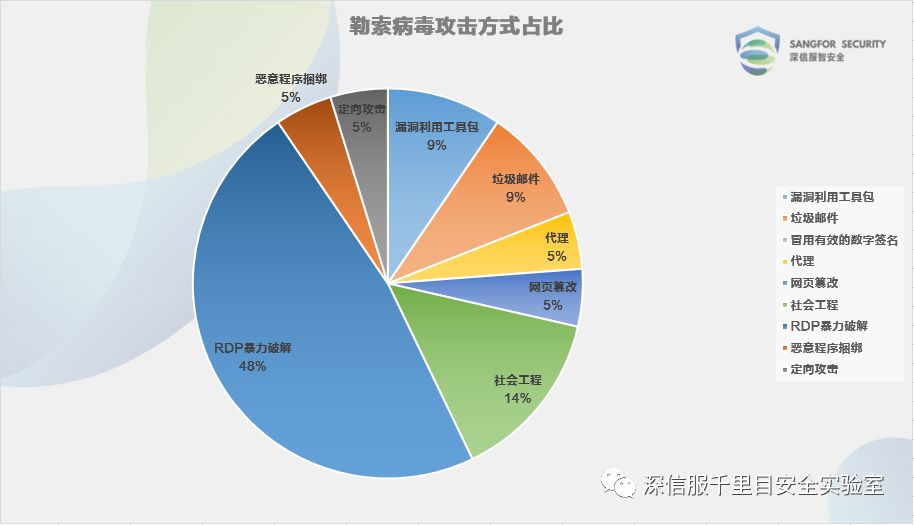 勒索病毒攻击方式占比
SANGFOR SECURITY
深信服智安全
恶意程序捆绑
5%
定向攻击
5%
漏洞利用工具包
9%
垃圾邮件
9%
代理
5%
网页篡改
5%
RDP暴力破解
48%
社会工程
14%
漏洞利用工具包
垃圾邮件
冒用有效的数字签名
代理
网页篡改
社会工程
RDP暴力破解
恶意程序捆绑
定向攻击
深信服千里目安全实验室